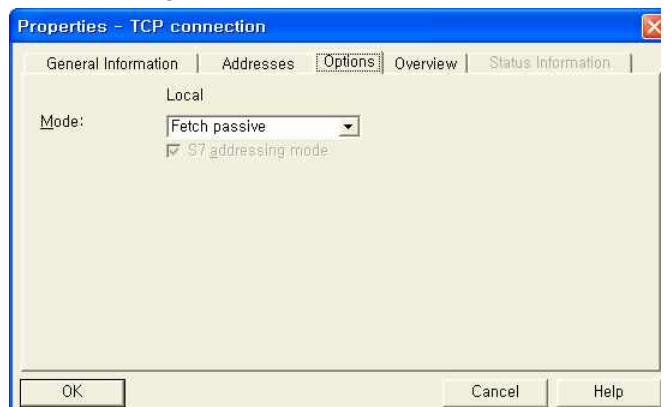 Properties - TCP connection
General Information Addresses Options Overview Status Information
Local
Mode: Fetch passive
S7 addressing mode
OK Cancel Help